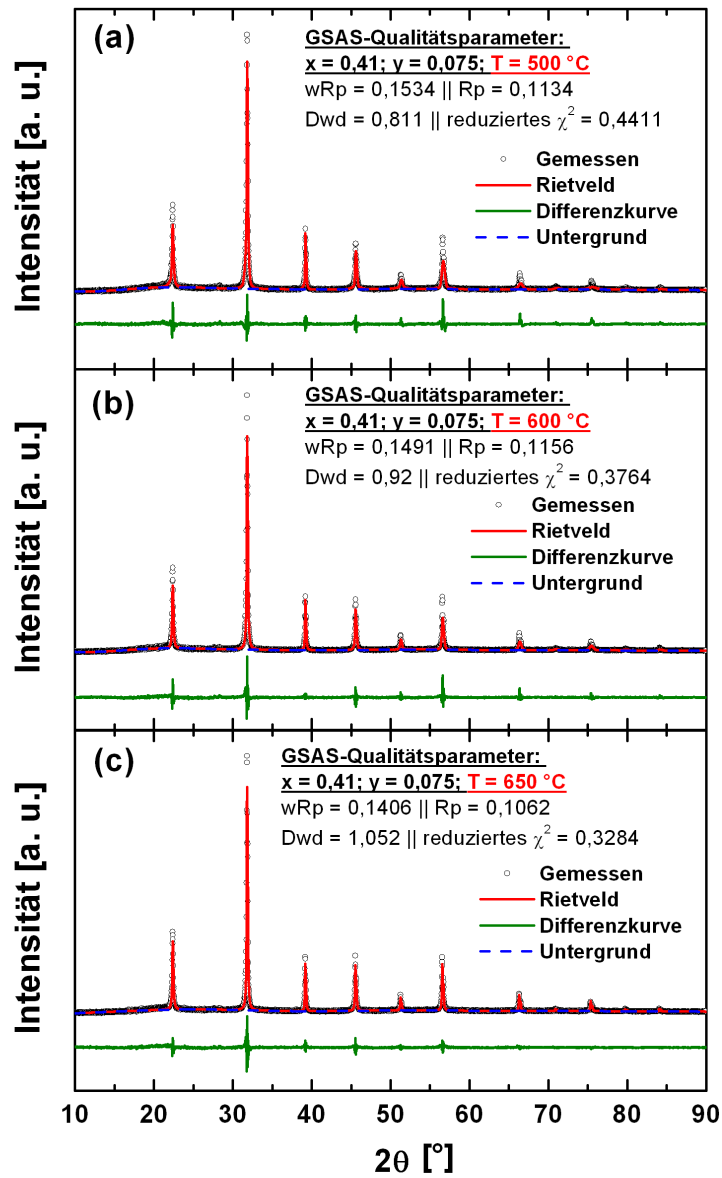 (a)
GSAS-Qualitätsparameter:
x = 0,41; y = 0,075; T = 500 °C
wRp = 0,1534 || Rp = 0,1134
Dwd = 0,811 || reduziertes χ² = 0,4411
Gemessen
Rietveld
Differenzkurve
Untergrund
Intensität [a. u.]
(b)
GSAS-Qualitätsparameter:
x = 0,41; y = 0,075; T = 600 °C
wRp = 0,1491 || Rp = 0,1156
Dwd = 0,92 || reduziertes χ² = 0,3764
Gemessen
Rietveld
Differenzkurve
Untergrund
Intensität [a. u.]
(c)
GSAS-Qualitätsparameter:
x = 0,41; y = 0,075; T = 650 °C
wRp = 0,1406 || Rp = 0,1062
Dwd = 1,052 || reduziertes χ² = 0,3284
Gemessen
Rietveld
Differenzkurve
Untergrund
Intensität [a. u.]
10 20 30 40 50 60 70 80 90
2θ [°]